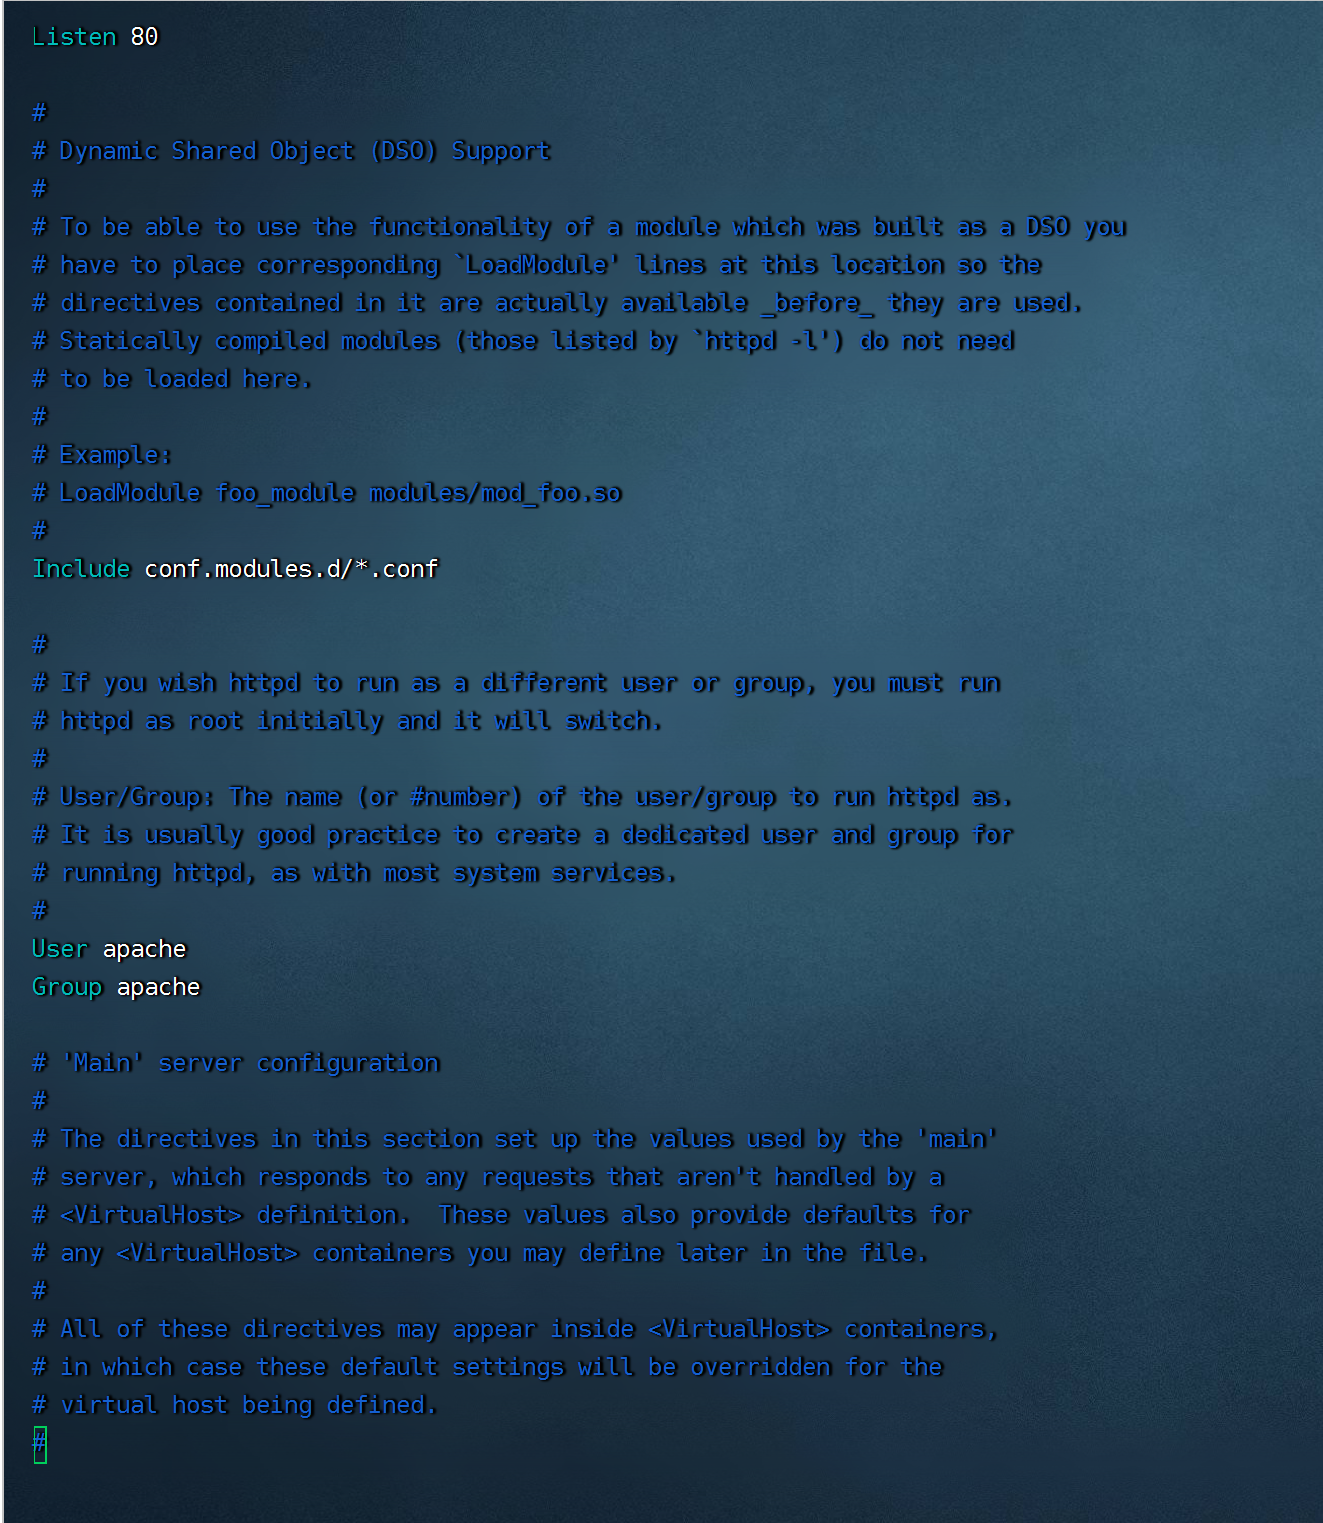 Listen 80
#
# Dynamic Shared Object (DSO) Support
#
# To be able to use the functionality of a module which was built as a DSO you
# have to place corresponding `LoadModule' lines at this location so the
# directives contained in it are actually available _before_ they are used.
# Statically compiled modules (those listed by `httpd -l') do not need
# to be loaded here.
#
# Example:
# LoadModule foo_module modules/mod_foo.so
#
Include conf.modules.d/*.conf
#
# If you wish httpd to run as a different user or group, you must run
# httpd as root initially and it will switch.
#
# User/Group: The name (or #number) of the user/group to run httpd as.
# It is usually good practice to create a dedicated user and group for
# running httpd, as with most system services.
#
User apache
Group apache
# 'Main' server configuration
#
# The directives in this section set up the values used by the 'main'
# server, which responds to any requests that aren't handled by a
# <VirtualHost> definition.  These values also provide defaults for
# any <VirtualHost> containers you may define later in the file.
#
# All of these directives may appear inside <VirtualHost> containers,
# in which case these default settings will be overridden for the
# virtual host being defined.
#